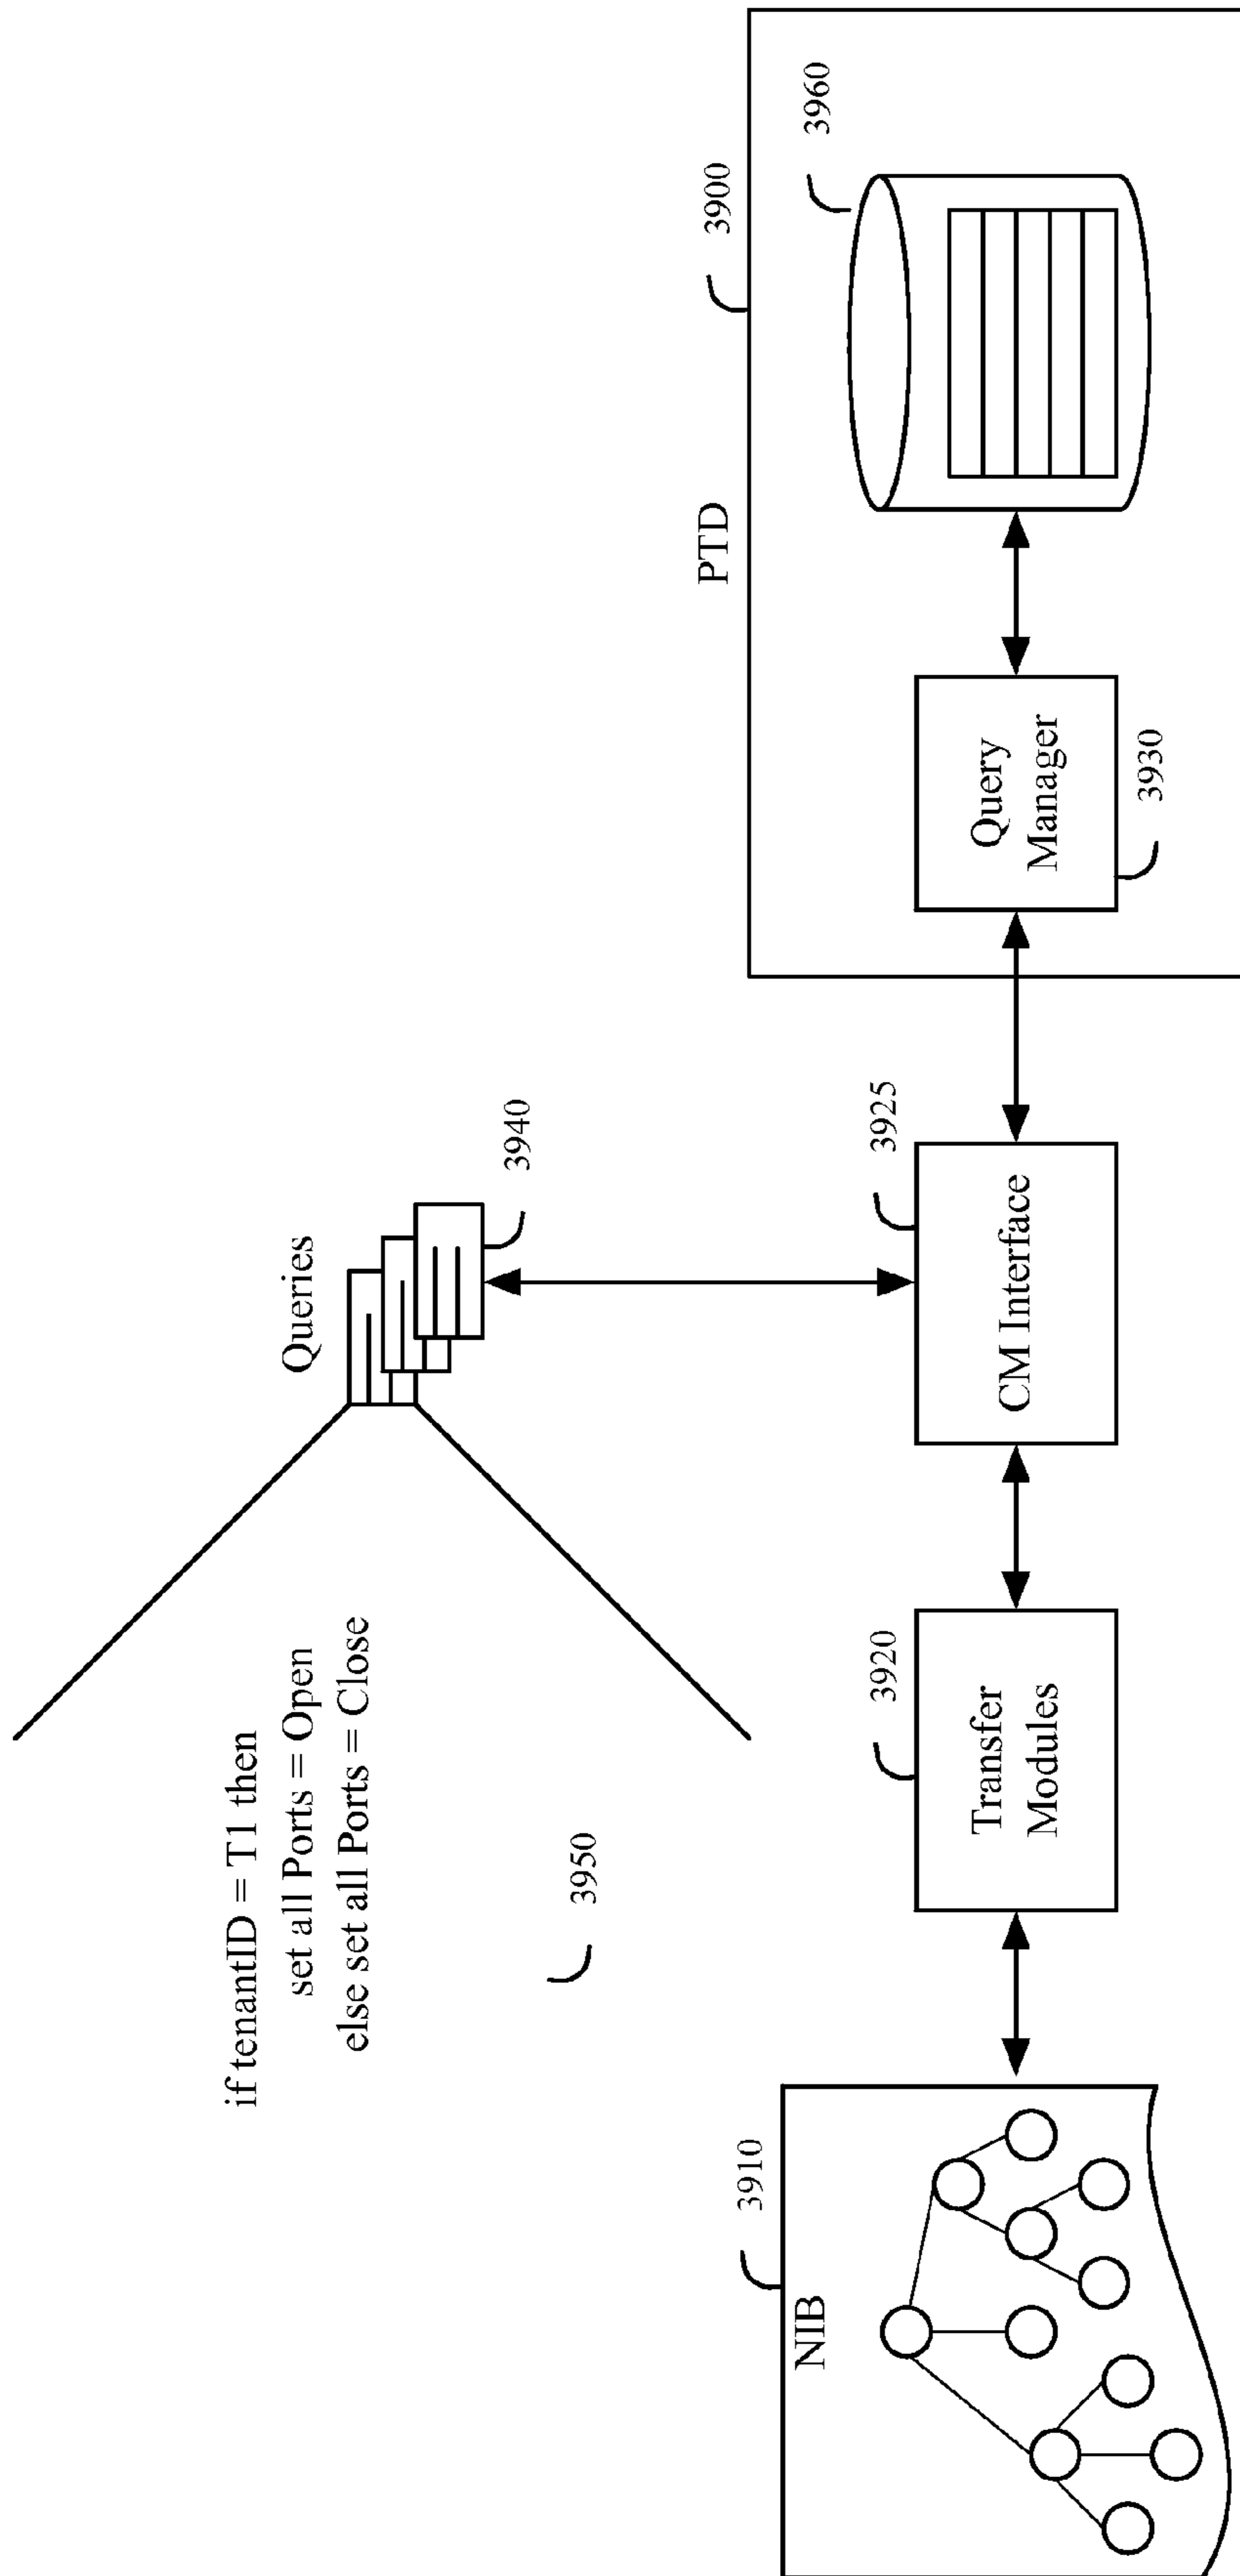 if tenantID = T1 then
set all Ports = Open
else set all Ports = Close
3950
Queries
3940
NIB
3910
Transfer
Modules
3920
CM Interface
3925
PTD
3900
Query
Manager
3930
3960